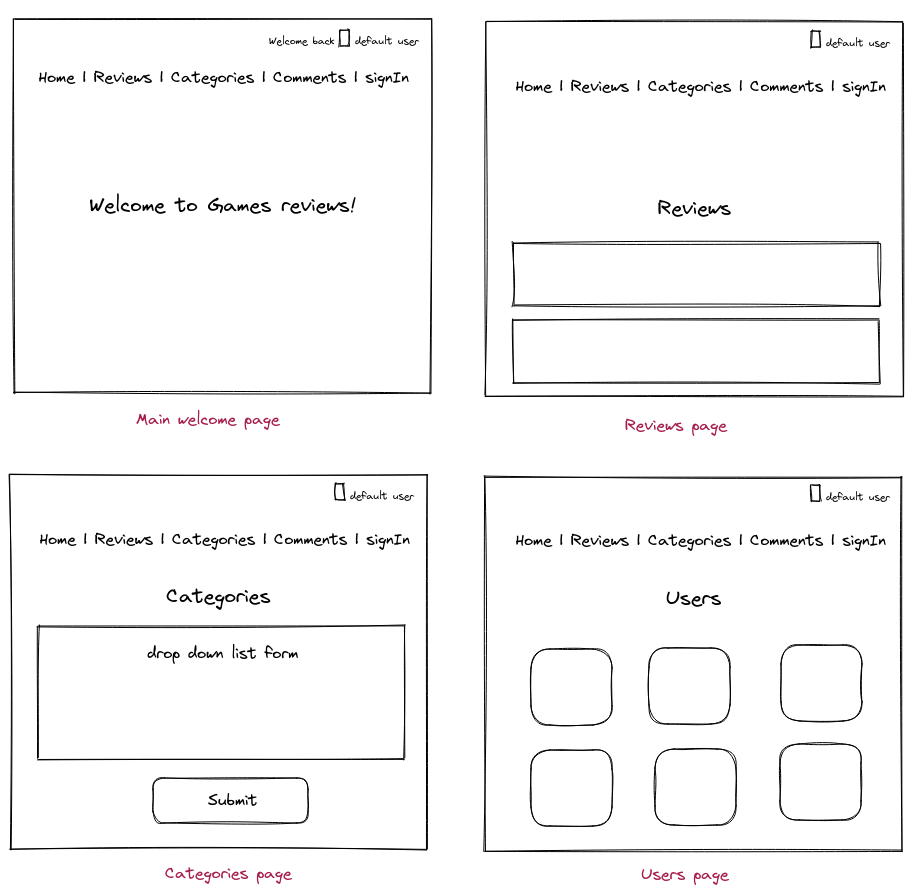 Welcome back default user
Home | Reviews | Categories | Comments | signIn
Welcome to Games reviews!
Main welcome page
default user
Home | Reviews | Categories | Comments | signIn
Reviews
Reviews page
default user
Home | Reviews | Categories | Comments | signIn
Categories
drop down list form
Submit
Categories page
default user
Home | Reviews | Categories | Comments | signIn
Users
Users page